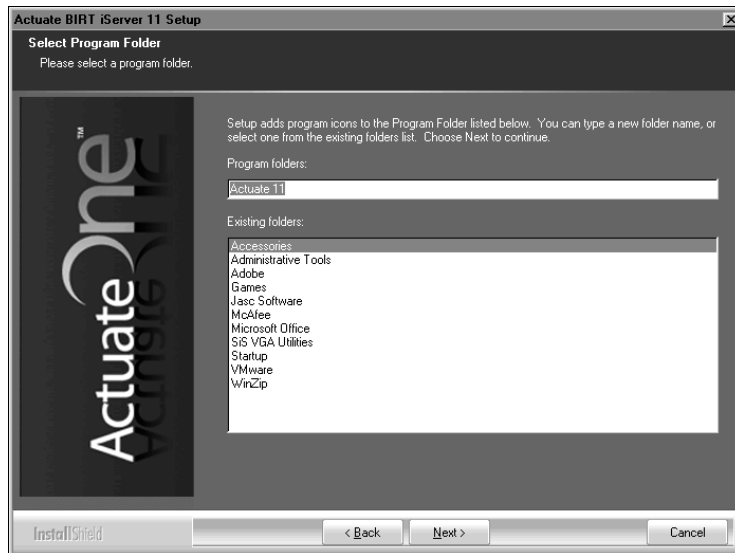 Actuate BIRT iServer 11 Setup
Select Program Folder
Please select a program folder.
Setup adds program icons to the Program Folder listed below. You can type a new folder name, or
select one from the existing folders list. Choose Next to continue.
Program folders:
Actuate 11
Existing folders:
Accessories
Administrative Tools
Adobe
Games
Jasc Software
McAfee
Microsoft Office
SiS VGA Utilities
Startup
VMware
WinZip
ActuateOne™
InstallShield
< Back
Next >
Cancel